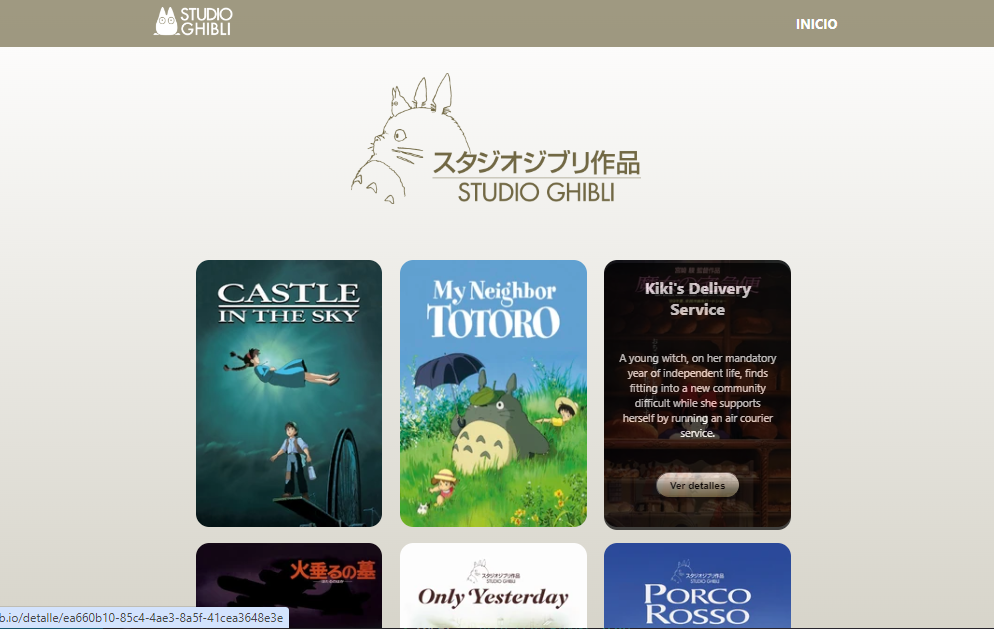 STUDIO
GHIBLI
INICIO
スタジオジブリ作品
STUDIO GHIBLI
CASTLE
IN THE SKY
My Neighbor
TOTORO
Kiki's Delivery
Service
A young witch, on her mandatory
year of independent life, finds
fitting into a new community
difficult while she supports
herself by running an air courier
service.
Ver detalles
火垂るの墓
スタジオジブリ作品
STUDIO GHIBLI
Only Yesterday
スタジオジブリ作品
STUDIO GHIBLI
PORCO
ROSSO
b.io/detalle/ea660b10-85c4-4ae3-8a5f-41cea3648e3e